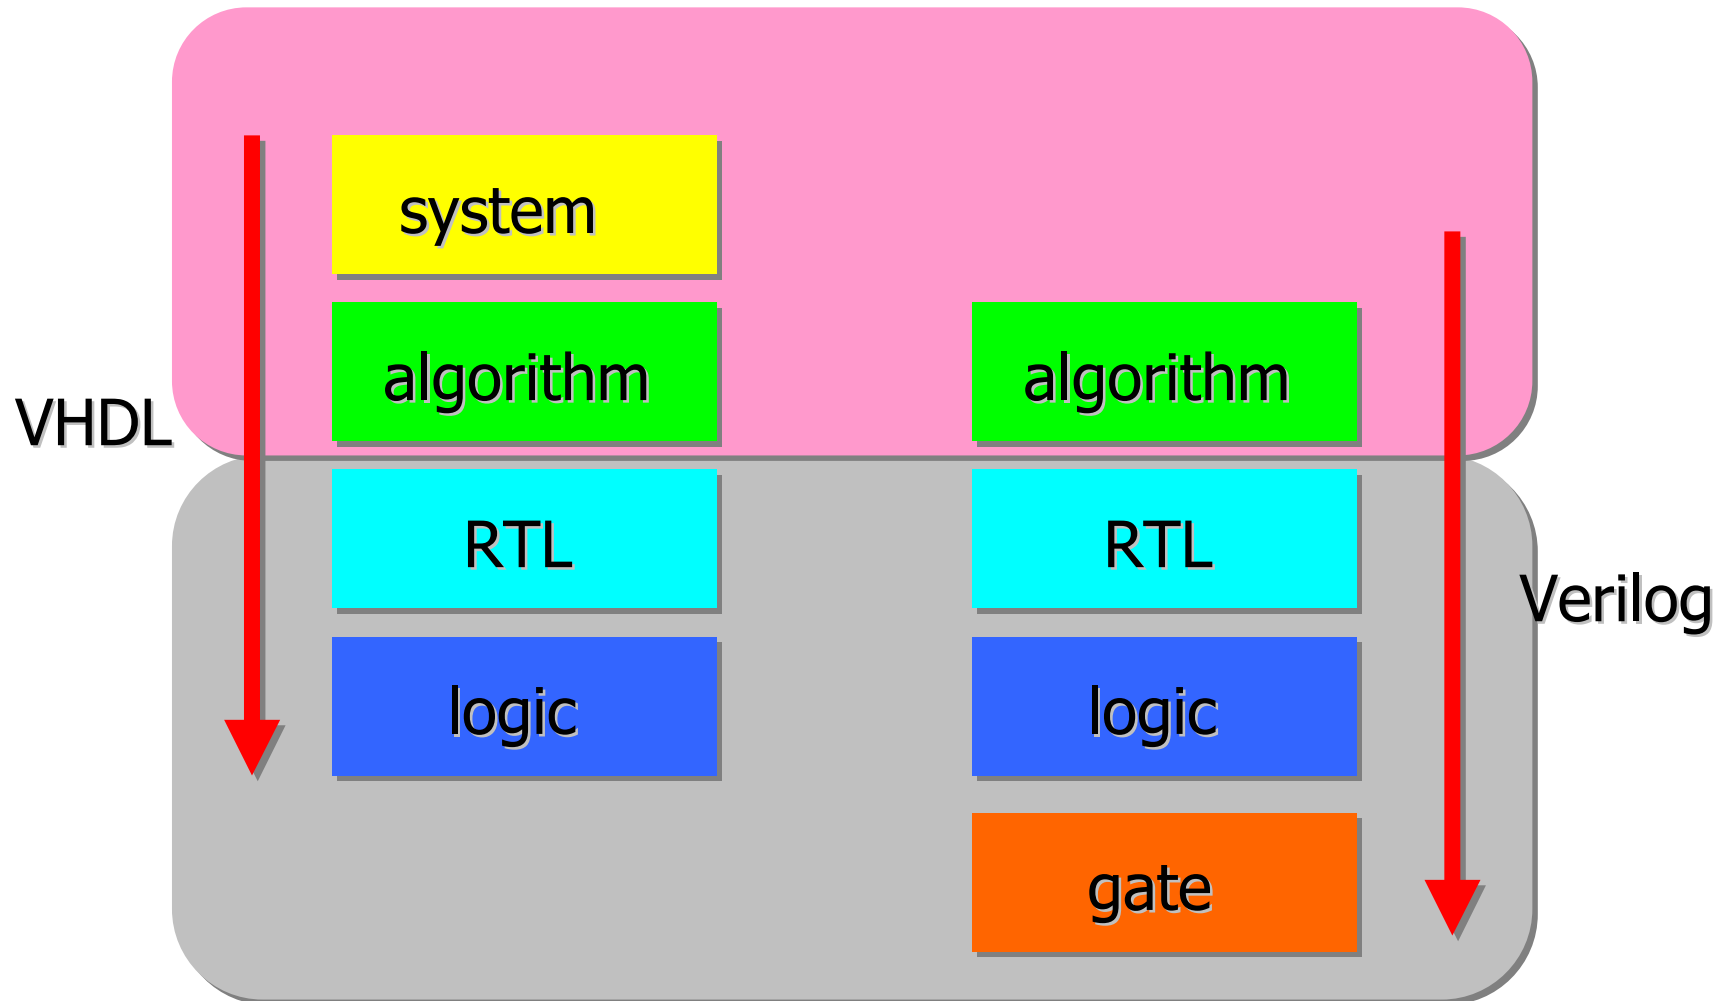 system
algorithm
algorithm
VHDL
RTL
RTL
Verilog
logic
logic
gate